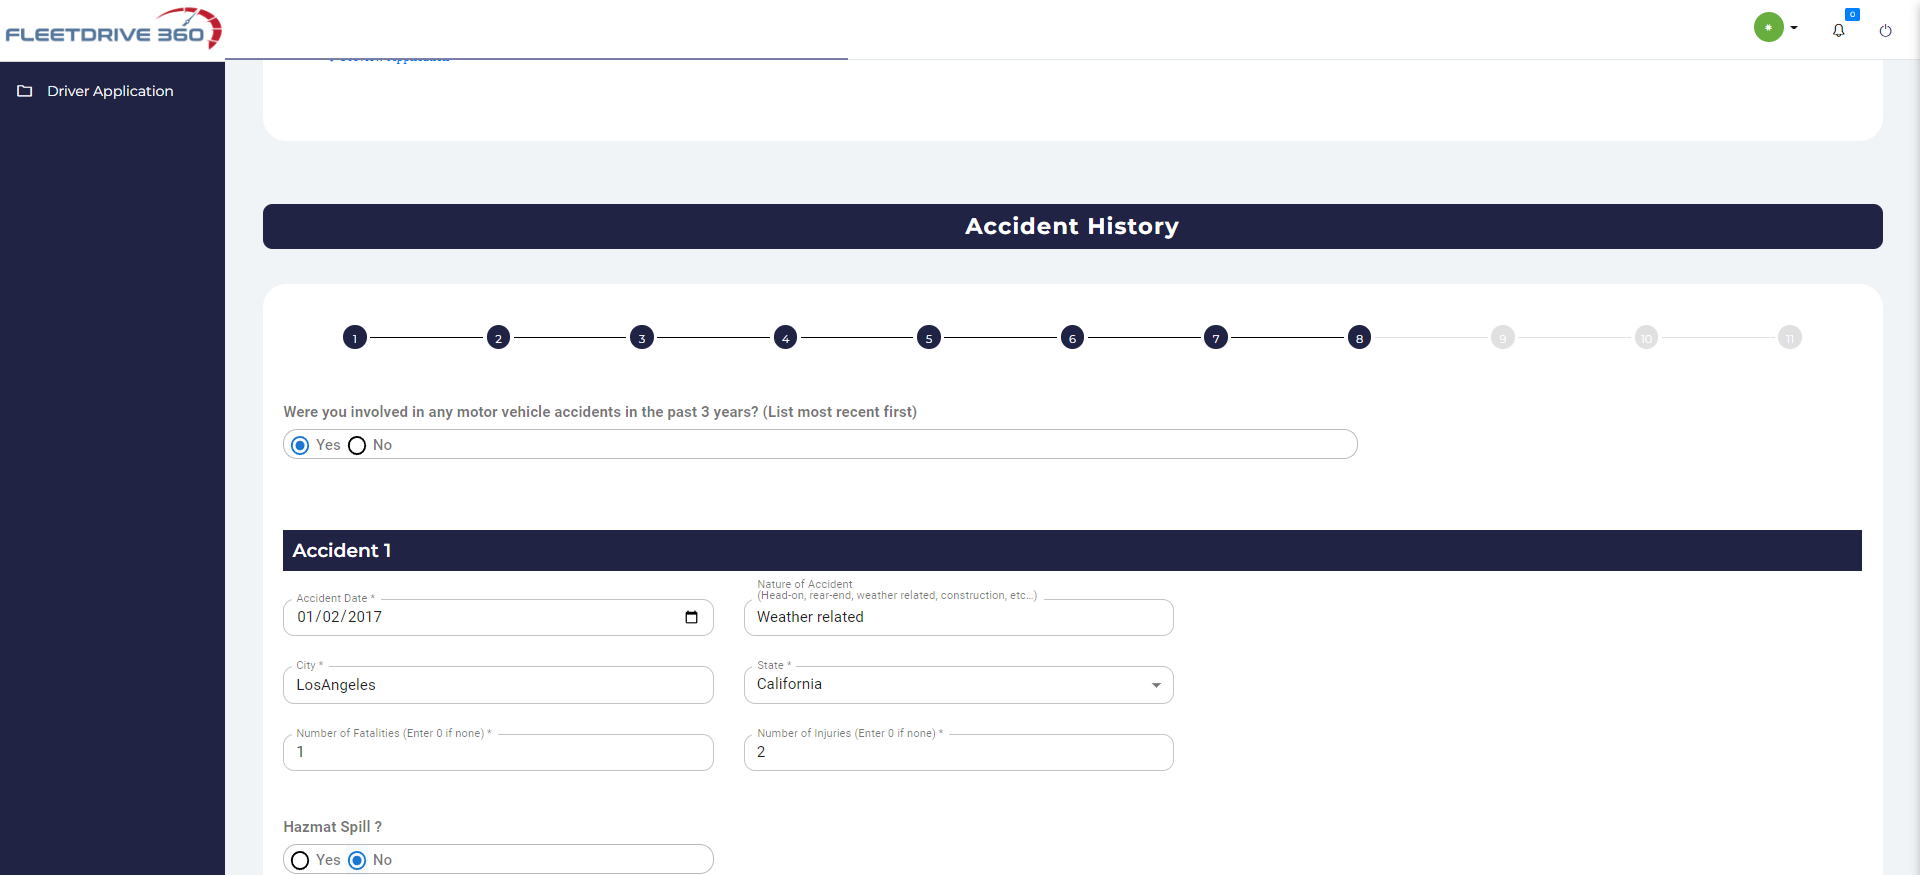 FLEETDRIVE 360
0
Driver Application
Accident History
1 2 3 4 5 6 7 8 9 10 11
Were you involved in any motor vehicle accidents in the past 3 years? (List most recent first)
Yes No
Accident 1
Accident Date *
01/02/2017
Nature of Accident
(Head-on, rear-end, weather related, construction, etc...)
Weather related
City *
LosAngeles
State *
California
Number of Fatalities (Enter 0 if none) *
1
Number of Injuries (Enter 0 if none) *
2
Hazmat Spill ?
Yes No